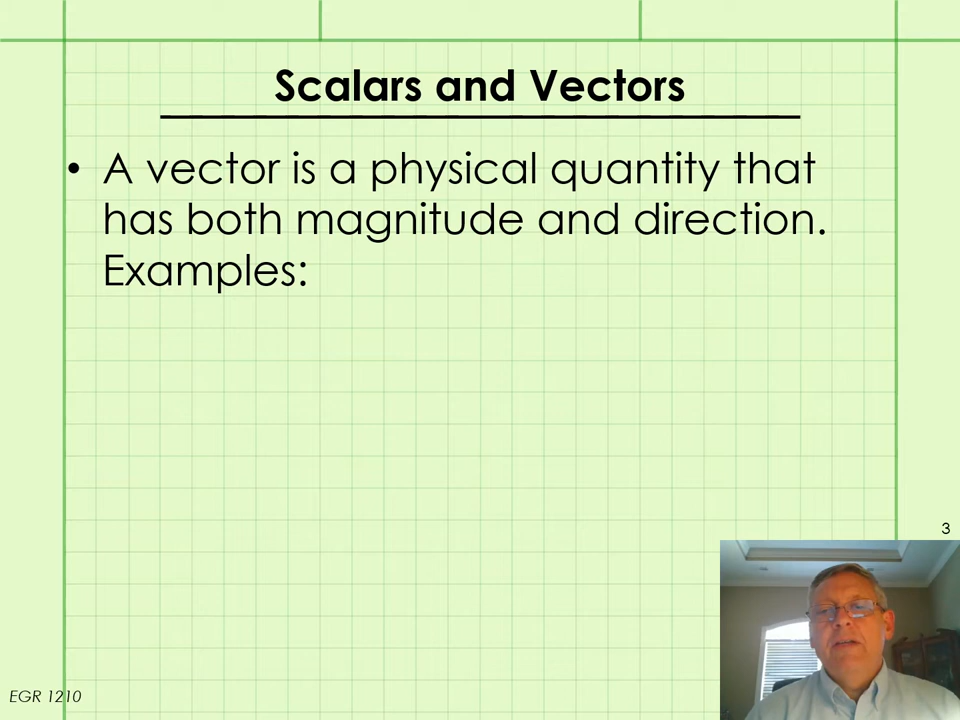 Scalars and Vectors
• A vector is a physical quantity that
has both magnitude and direction.
Examples:
3
EGR 1210